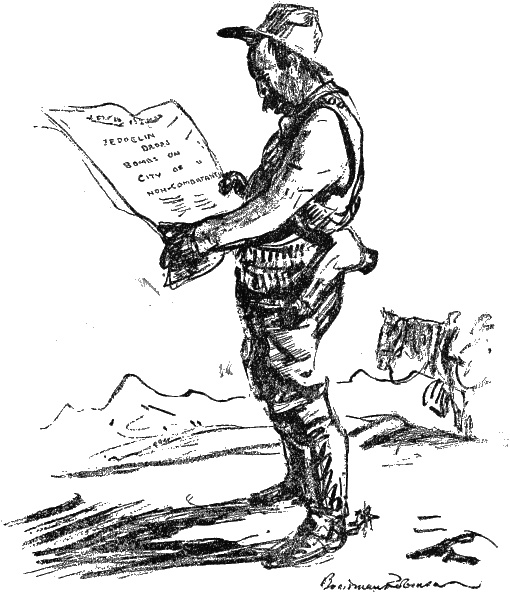 ZEPPELIN
DROPS
BOMBS ON
CITY OF
NON-COMBATANTS
Boardman Robinson